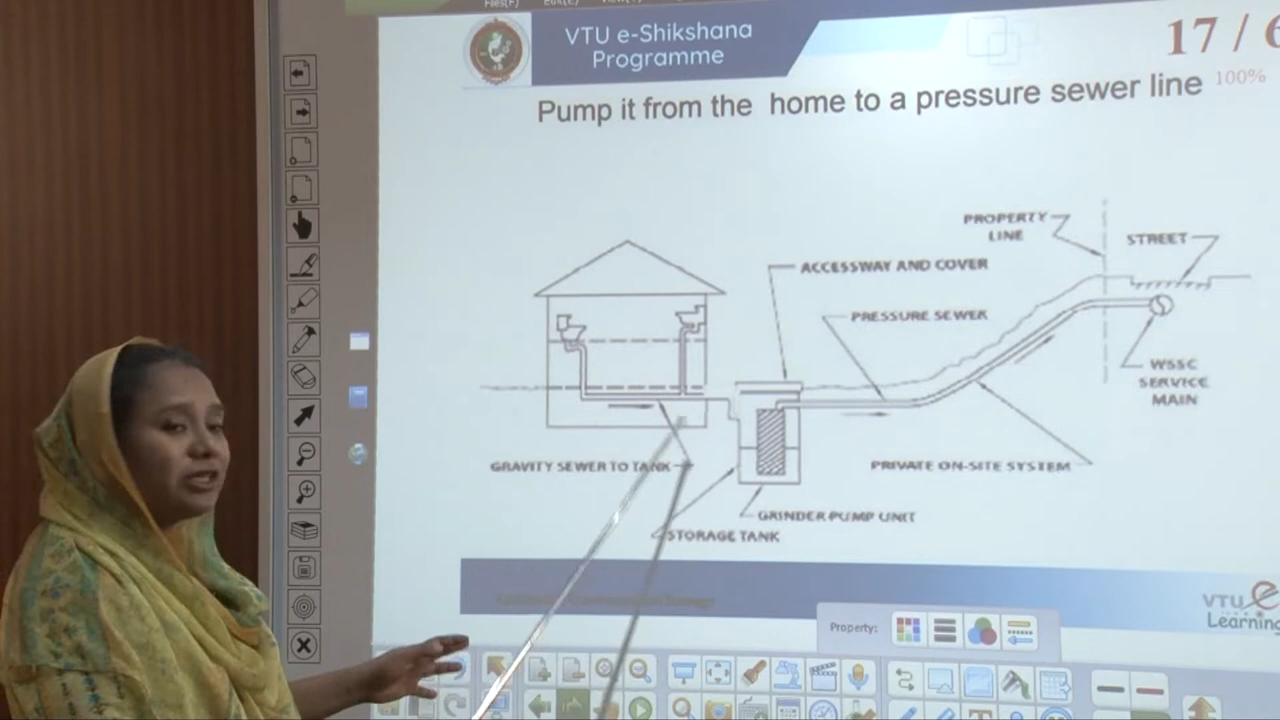 Files(F) Edit(E)
VTU e-Shikshana
Programme
17 / 6
100%
Pump it from the home to a pressure sewer line
PROPERTY
LINE
STREET
ACCESSWAY AND COVER
PRESSURE SEWER
WSSC
SERVICE
MAIN
GRAVITY SEWER TO TANK
PRIVATE ON-SITE SYSTEM
GRINDER PUMP UNIT
STORAGE TANK
VTU e
Learning
Property: